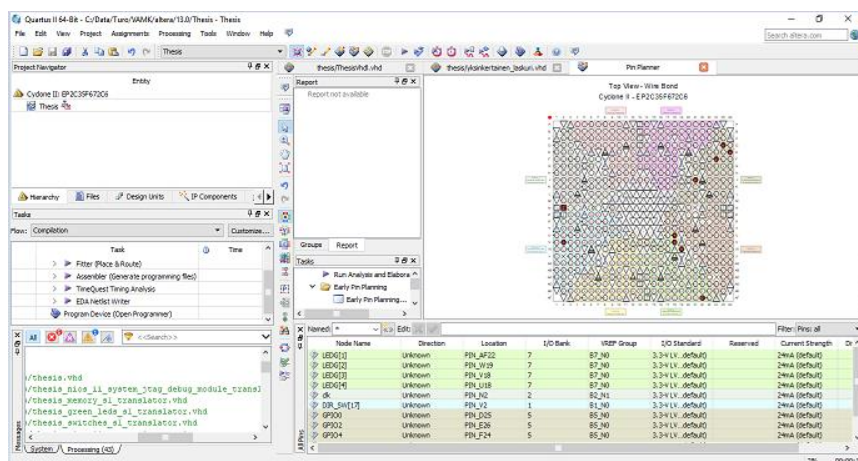 Quartus II 64-Bit - C:/Data/Turo/VAMK/altera/13.0/Thesis - Thesis
File Edit View Project Assignments Processing Tools Window Help
Search altera.com
Thesis
Project Navigator
Entity
Cyclone II: EP2C35F672C6
Thesis
Hierarchy Files Design Units IP Components
Tasks
Flow: Compilation Customize...
Task Time
Fitter (Place & Route)
Assembler (Generate programming files)
TimeQuest Timing Analysis
EDA Netlist Writer
Program Device (Open Programmer)
thesis/ThesisVhdl.vhd thesis/yksinkertainen_laskuri.vhd Pin Planner
Report
Report not available
Groups Report
Tasks
Run Analysis and Elabora
Early Pin Planning
Early Pin Planning...
Top View - Wire Bond
Cyclone II - EP2C35F672C6
All <<Search>>
/thesis.vhd
/thesis_nios_ii_system_jtag_debug_module_transl
/thesis_memory_s1_translator.vhd
/thesis_green_leds_s1_translator.vhd
/thesis_switches_s1_translator.vhd
Messages
System Processing (43)
Named: * Edit: Filter: Pins: all
Node Name Direction Location I/O Bank VREF Group I/O Standard Reserved Current Strength
LEDG[1] Unknown PIN_AF22 7 B7_N0 3.3-V LV...default) 24mA (default)
LEDG[2] Unknown PIN_W19 7 B7_N0 3.3-V LV...default) 24mA (default)
LEDG[3] Unknown PIN_V18 7 B7_N0 3.3-V LV...default) 24mA (default)
LEDG[4] Unknown PIN_U18 7 B7_N0 3.3-V LV...default) 24mA (default)
clk Unknown PIN_N2 2 B2_N1 3.3-V LV...default) 24mA (default)
DIR_SW[17] Unknown PIN_V2 1 B1_N0 3.3-V LV...default) 24mA (default)
GPIO0 Unknown PIN_D25 5 B5_N0 3.3-V LV...default) 24mA (default)
GPIO2 Unknown PIN_E26 5 B5_N0 3.3-V LV...default) 24mA (default)
GPIO4 Unknown PIN_F24 5 B5_N0 3.3-V LV...default) 24mA (default)
All Pins